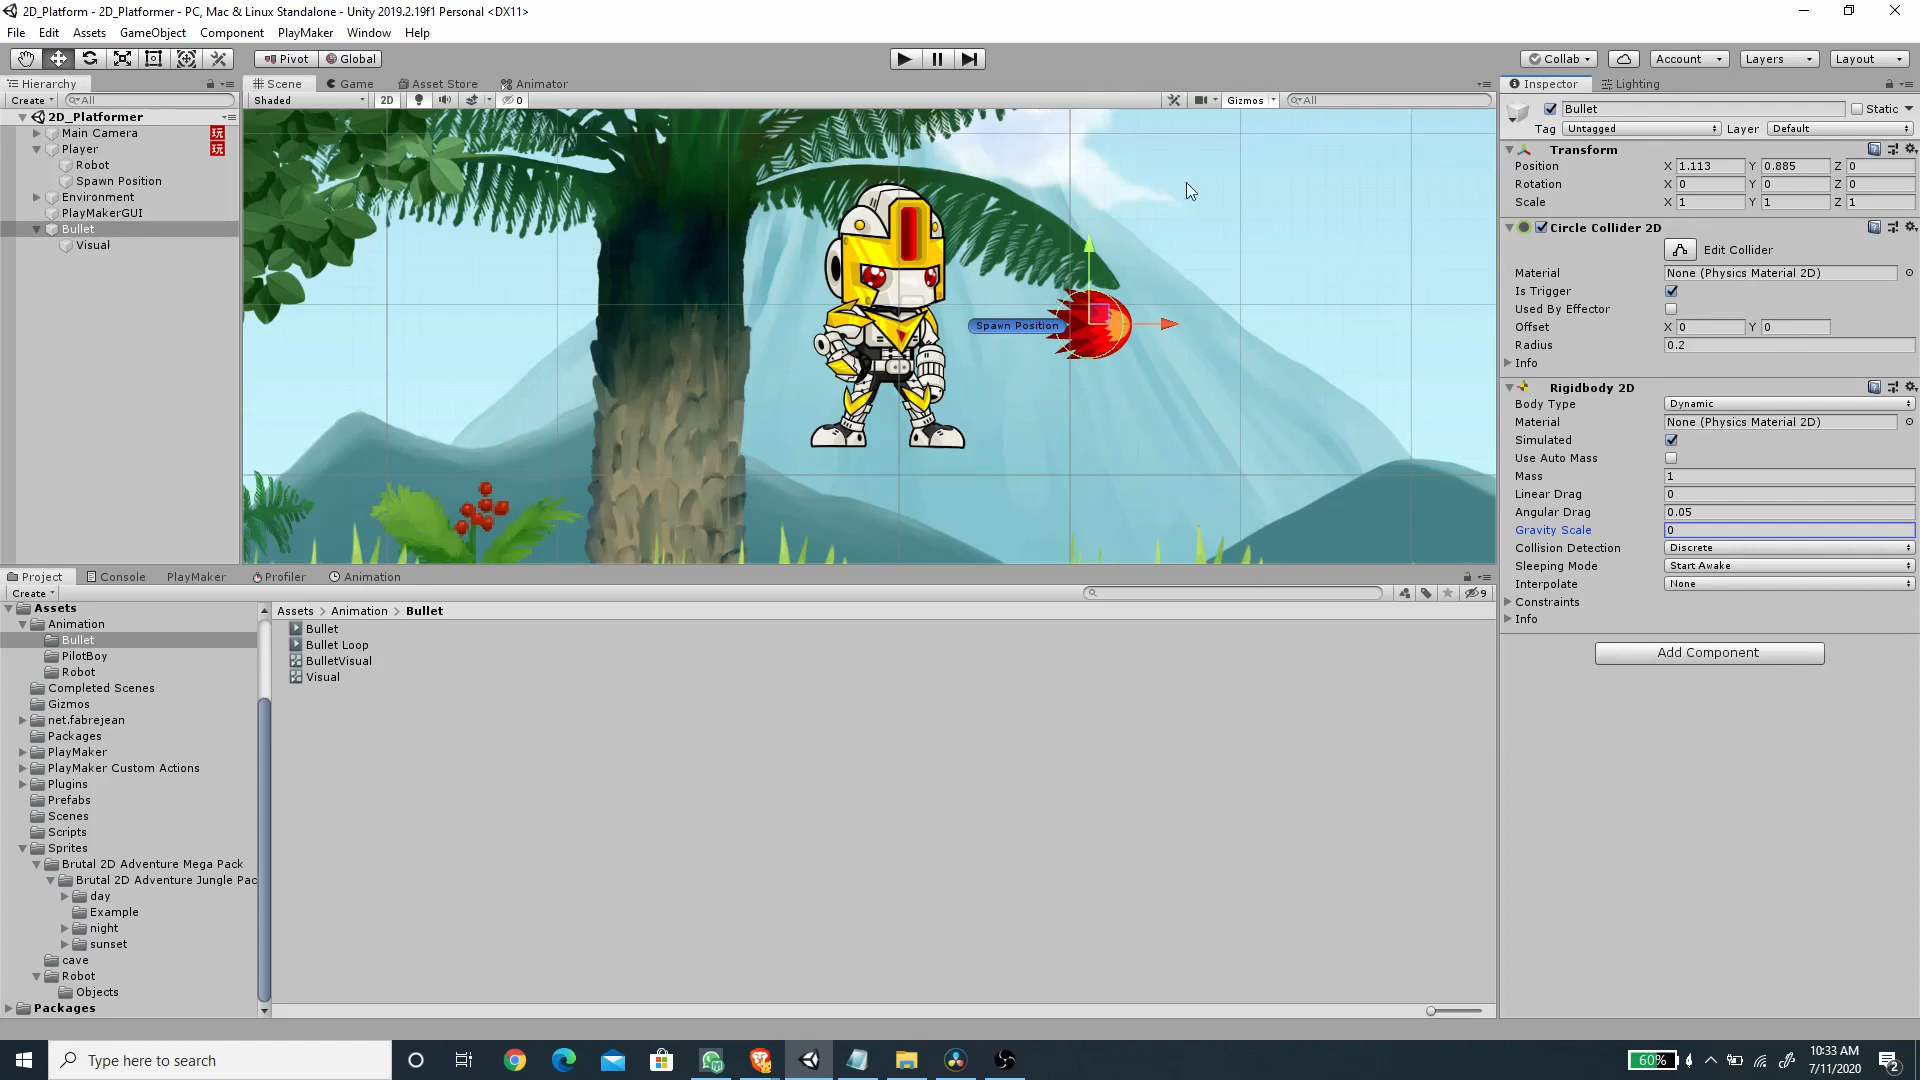 2D_Platform - 2D_Platformer - PC, Mac & Linux Standalone - Unity 2019.2.19f1 Personal <DX11>
File Edit Assets GameObject Component PlayMaker Window Help
Pivot Global Collab Account Layers Layout
Hierarchy Scene Game Asset Store Animator Inspector Lighting
Create All Shaded 2D 0 Gizmos All
Bullet Static
2D_Platformer
Tag Untagged Layer Default
Main Camera 玩
Player 玩
Robot
Spawn Position
Environment
PlayMakerGUI
Bullet
Visual
Spawn Position
Transform
Position X 1.113 Y 0.885 Z 0
Rotation X 0 Y 0 Z 0
Scale X 1 Y 1 Z 1
Circle Collider 2D
Edit Collider
Material None (Physics Material 2D)
Is Trigger
Used By Effector
Offset X 0 Y 0
Radius 0.2
Info
Rigidbody 2D
Body Type Dynamic
Material None (Physics Material 2D)
Simulated
Use Auto Mass
Mass 1
Linear Drag 0
Angular Drag 0.05
Gravity Scale 0
Collision Detection Discrete
Sleeping Mode Start Awake
Interpolate None
Constraints
Info
Add Component
Project Console PlayMaker Profiler Animation
Create 9
Assets
Animation
Bullet
PilotBoy
Robot
Completed Scenes
Gizmos
net.fabrejean
Packages
PlayMaker
PlayMaker Custom Actions
Plugins
Prefabs
Scenes
Scripts
Sprites
Brutal 2D Adventure Mega Pack
Brutal 2D Adventure Jungle Pac
day
Example
night
sunset
cave
Robot
Objects
Packages
Assets Animation Bullet
Bullet
Bullet Loop
BulletVisual
Visual
Type here to search
60%
10:33 AM
7/11/2020
2